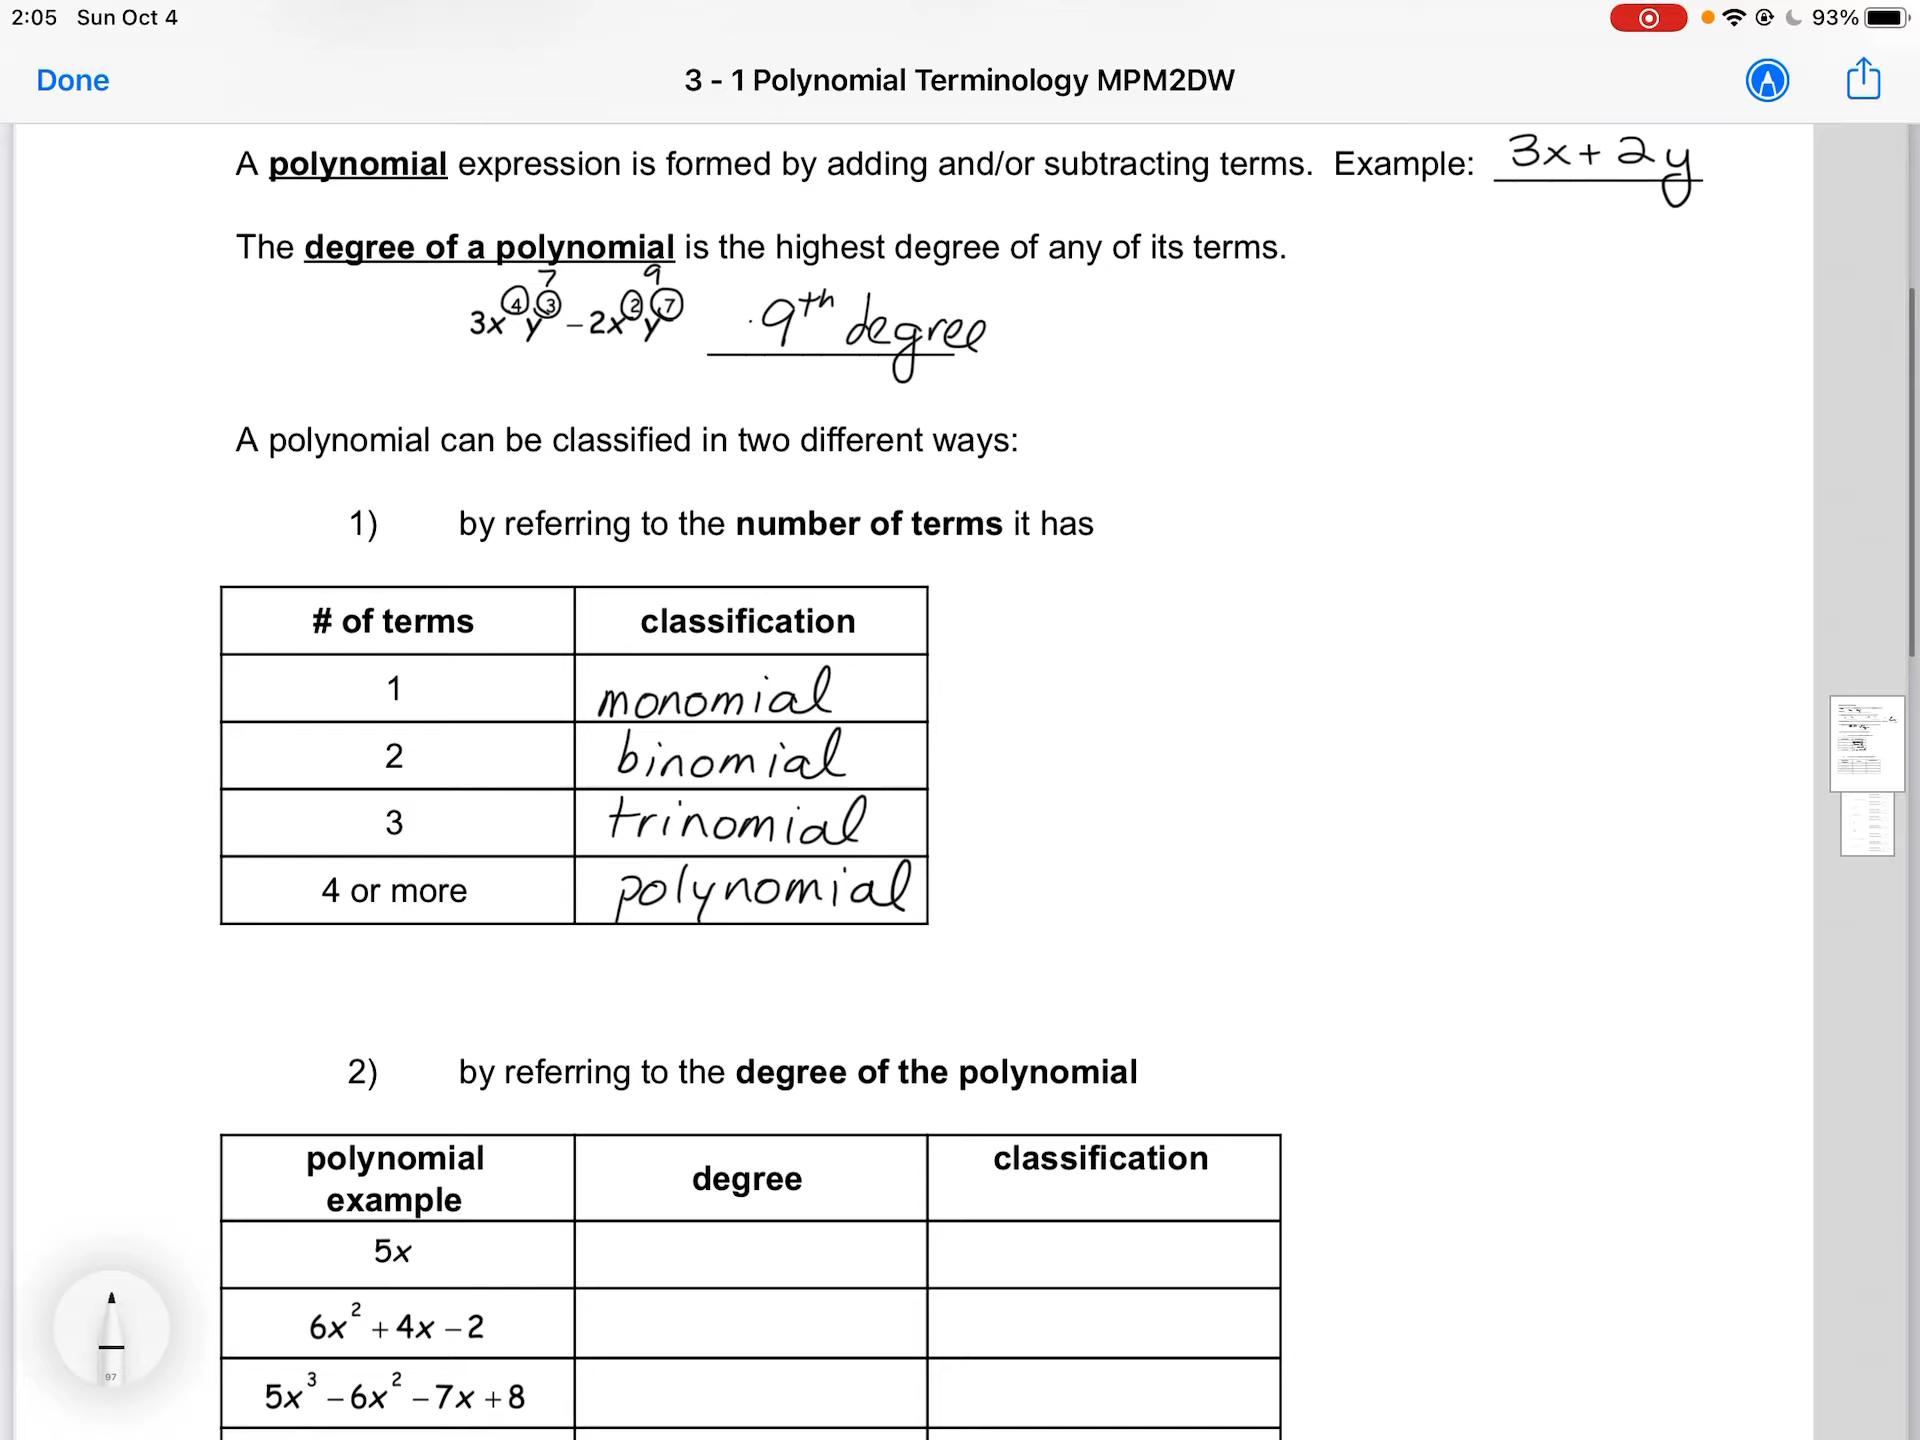 2:05 Sun Oct 4 93%
Done 3 - 1 Polynomial Terminology MPM2DW
A polynomial expression is formed by adding and/or subtracting terms. Example: 3x + 2y
The degree of a polynomial is the highest degree of any of its terms.
7 9
3x⁴y³ – 2x²y⁷ 9th degree
A polynomial can be classified in two different ways:
1) by referring to the number of terms it has
# of terms classification
1 monomial
2 binomial
3 trinomial
4 or more polynomial
2) by referring to the degree of the polynomial
polynomial example degree classification
5x
6x² + 4x – 2
5x³ – 6x² – 7x + 8
97